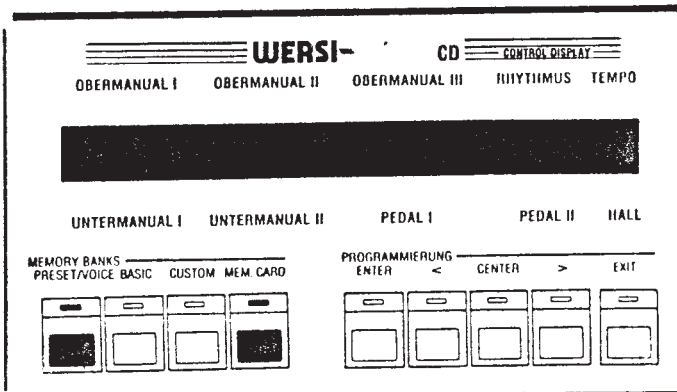 WERSI- CD CONTROL DISPLAY
OBERMANUAL I OBERMANUAL II OBERMANUAL III RHYTHMUS TEMPO
UNTERMANUAL I UNTERMANUAL II PEDAL I PEDAL II HALL
MEMORY BANKS PROGRAMMIERUNG
PRESET/VOICE BASIC CUSTOM MEM. CARD ENTER < CENTER > EXIT